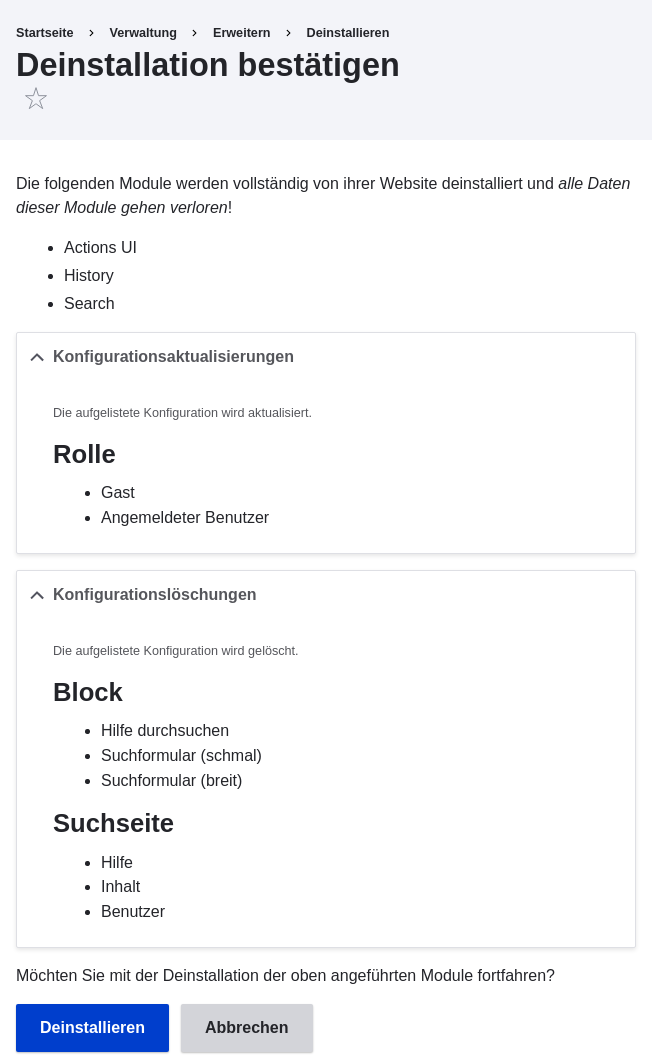 Startseite > Verwaltung > Erweitern > Deinstallieren
Deinstallation bestätigen
Die folgenden Module werden vollständig von ihrer Website deinstalliert und alle Daten
dieser Module gehen verloren!
Actions UI
History
Search
Konfigurationsaktualisierungen
Die aufgelistete Konfiguration wird aktualisiert.
Rolle
Gast
Angemeldeter Benutzer
Konfigurationslöschungen
Die aufgelistete Konfiguration wird gelöscht.
Block
Hilfe durchsuchen
Suchformular (schmal)
Suchformular (breit)
Suchseite
Hilfe
Inhalt
Benutzer
Möchten Sie mit der Deinstallation der oben angeführten Module fortfahren?
Deinstallieren Abbrechen